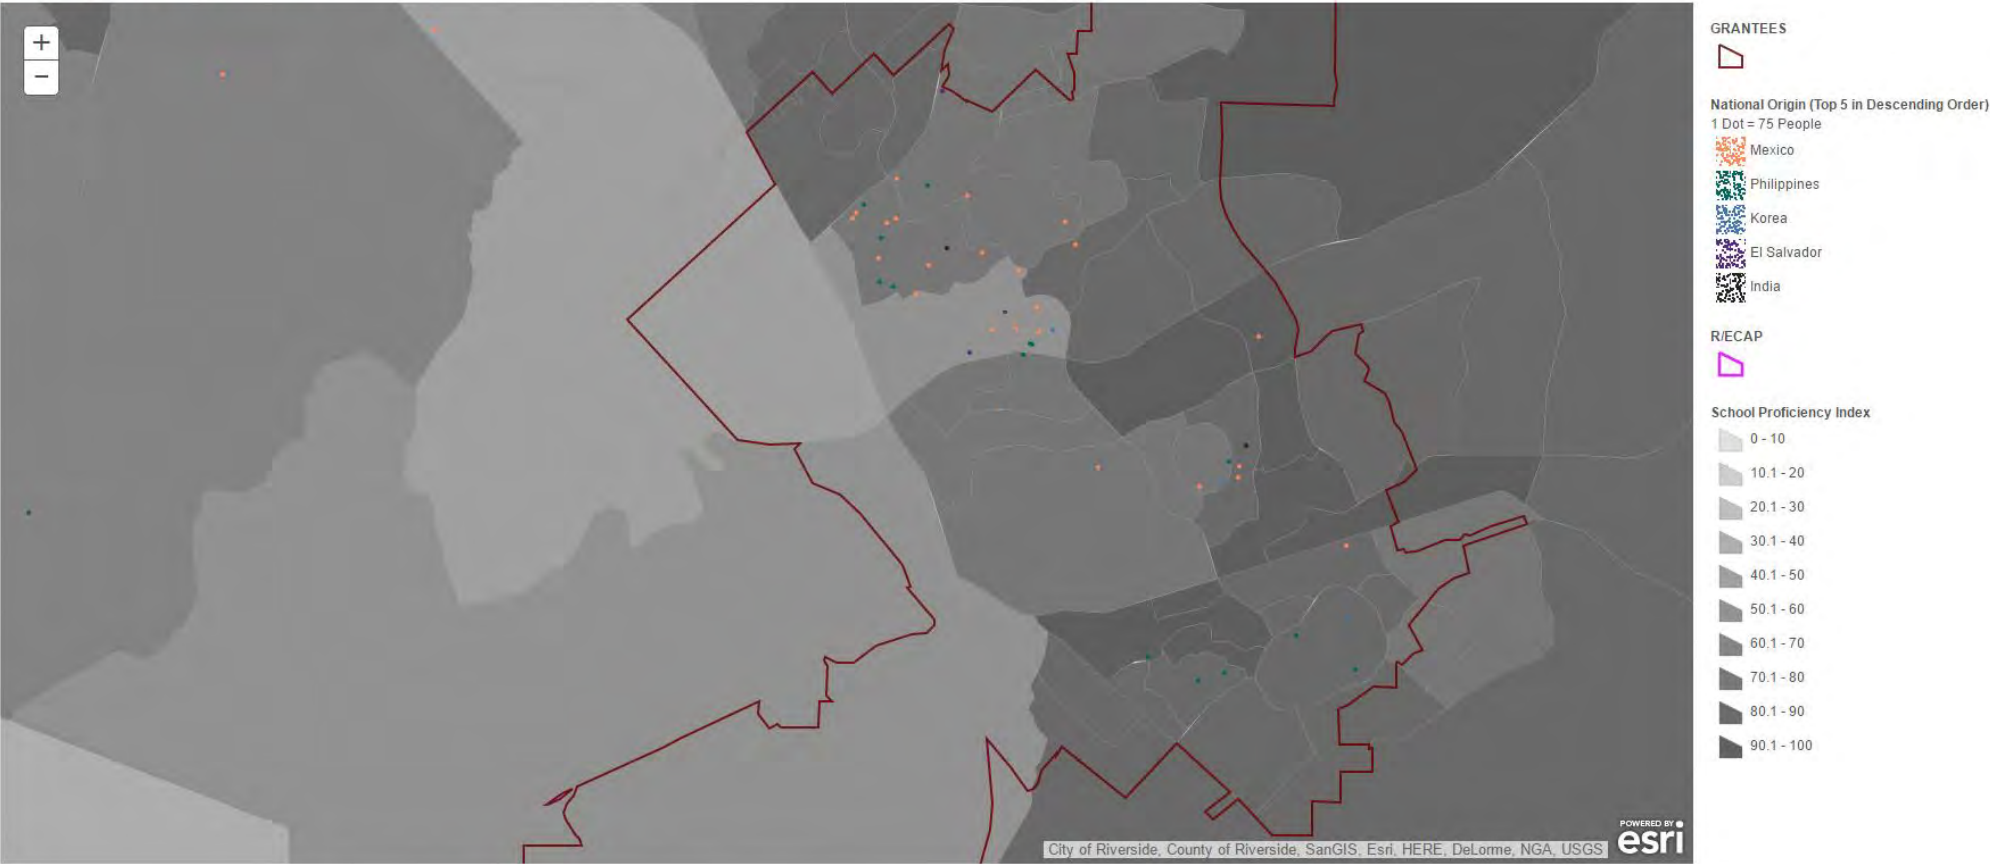 +
−
GRANTEES
National Origin (Top 5 in Descending Order)
1 Dot = 75 People
Mexico
Philippines
Korea
El Salvador
India
R/ECAP
School Proficiency Index
0 - 10
10.1 - 20
20.1 - 30
30.1 - 40
40.1 - 50
50.1 - 60
60.1 - 70
70.1 - 80
80.1 - 90
90.1 - 100
City of Riverside, County of Riverside, SanGIS, Esri, HERE, DeLorme, NGA, USGS
POWERED BY
esri